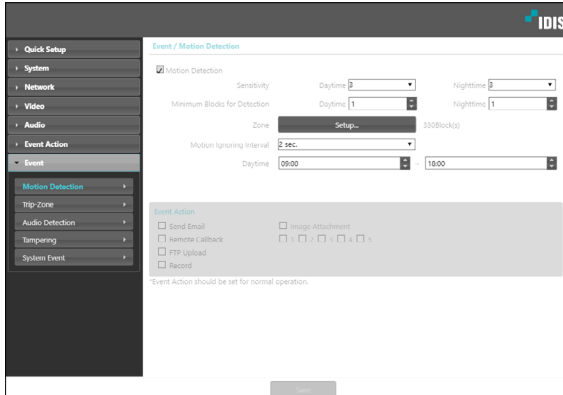 IDIS
Quick Setup
System
Network
Video
Audio
Event Action
Event
Motion Detection
Trip-Zone
Audio Detection
Tampering
System Event
Event / Motion Detection
Motion Detection
Sensitivity Daytime 3 Nighttime 3
Minimum Blocks for Detection Daytime 1 Nighttime 1
Zone Setup... 330Block(s)
Motion Ignoring Interval 2 sec.
Daytime 09:00 - 18:00
Event Action
Send Email Image Attachment
Remote Callback 1 2 3 4 5
FTP Upload
Record
*Event Action should be set for normal operation.
Save